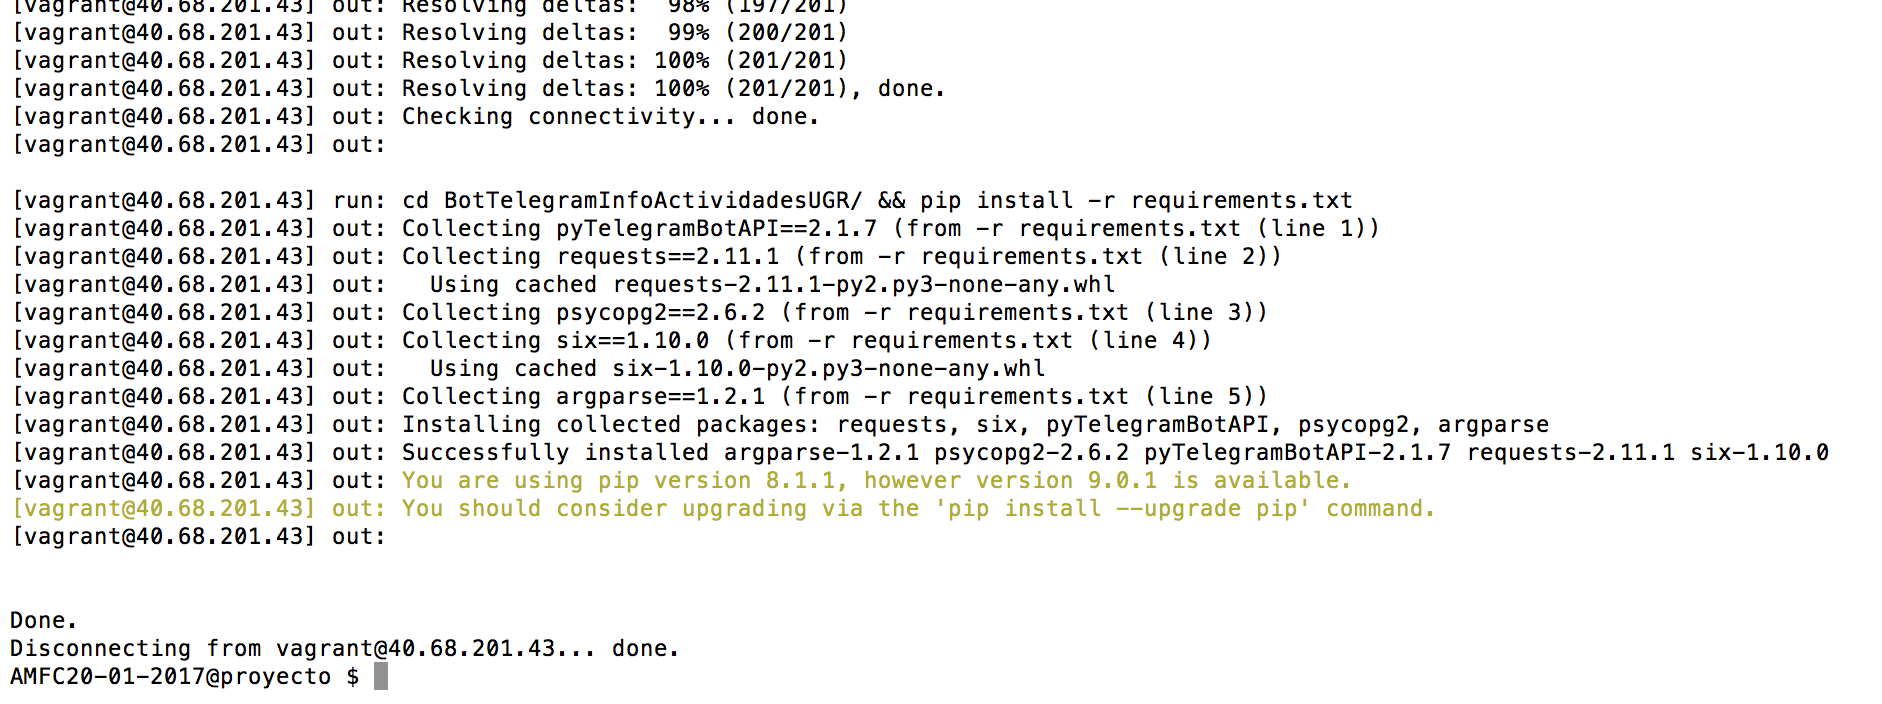 [vagrant@40.68.201.43] out: Resolving deltas:  98% (197/201)
[vagrant@40.68.201.43] out: Resolving deltas:  99% (200/201)
[vagrant@40.68.201.43] out: Resolving deltas: 100% (201/201)
[vagrant@40.68.201.43] out: Resolving deltas: 100% (201/201), done.
[vagrant@40.68.201.43] out: Checking connectivity... done.
[vagrant@40.68.201.43] out:
[vagrant@40.68.201.43] run: cd BotTelegramInfoActividadesUGR/ && pip install -r requirements.txt
[vagrant@40.68.201.43] out: Collecting pyTelegramBotAPI==2.1.7 (from -r requirements.txt (line 1))
[vagrant@40.68.201.43] out: Collecting requests==2.11.1 (from -r requirements.txt (line 2))
[vagrant@40.68.201.43] out:   Using cached requests-2.11.1-py2.py3-none-any.whl
[vagrant@40.68.201.43] out: Collecting psycopg2==2.6.2 (from -r requirements.txt (line 3))
[vagrant@40.68.201.43] out: Collecting six==1.10.0 (from -r requirements.txt (line 4))
[vagrant@40.68.201.43] out:   Using cached six-1.10.0-py2.py3-none-any.whl
[vagrant@40.68.201.43] out: Collecting argparse==1.2.1 (from -r requirements.txt (line 5))
[vagrant@40.68.201.43] out: Installing collected packages: requests, six, pyTelegramBotAPI, psycopg2, argparse
[vagrant@40.68.201.43] out: Successfully installed argparse-1.2.1 psycopg2-2.6.2 pyTelegramBotAPI-2.1.7 requests-2.11.1 six-1.10.0
[vagrant@40.68.201.43] out: You are using pip version 8.1.1, however version 9.0.1 is available.
[vagrant@40.68.201.43] out: You should consider upgrading via the 'pip install --upgrade pip' command.
[vagrant@40.68.201.43] out:
Done.
Disconnecting from vagrant@40.68.201.43... done.
AMFC20-01-2017@proyecto $